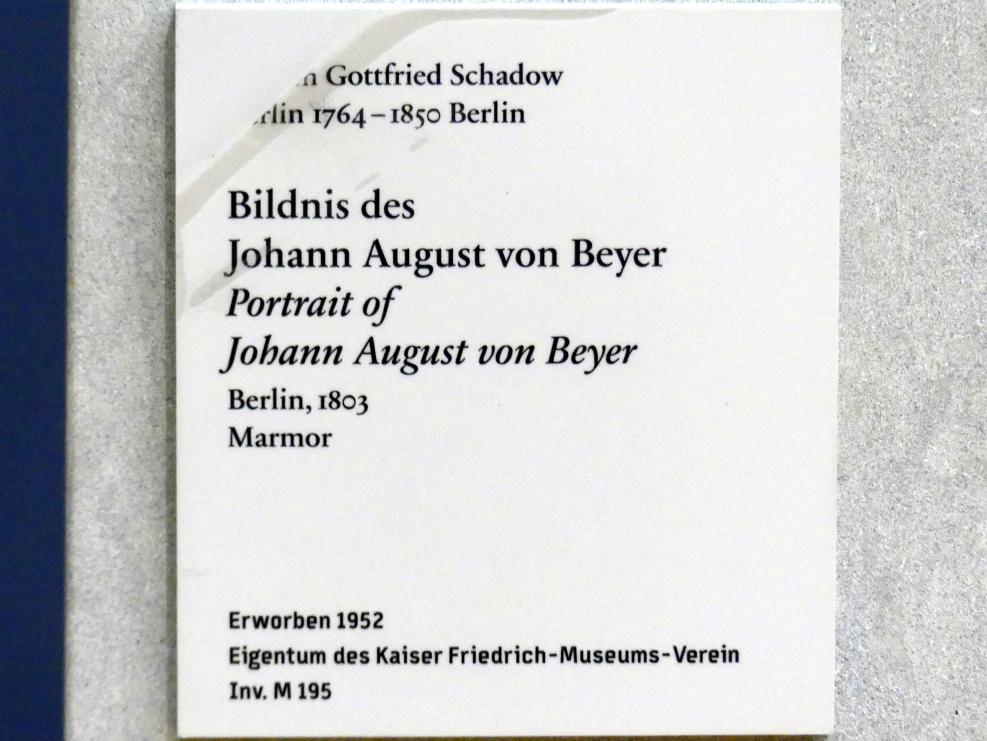 Gottfried Schadow
1764–1850 Berlin
Bildnis des
Johann August von Beyer
Portrait of
Johann August von Beyer
Berlin, 1803
Marmor
Erworben 1952
Eigentum des Kaiser Friedrich-Museums-Verein
Inv. M 195